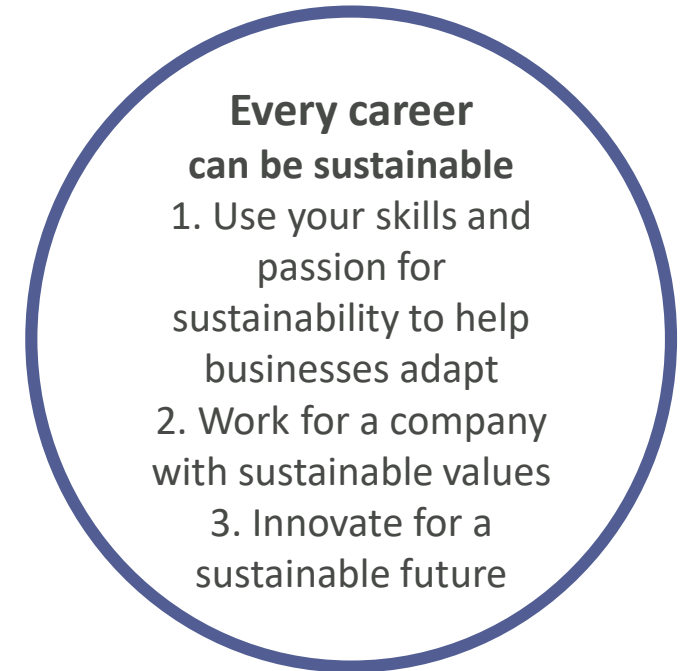 Every career
can be sustainable
1. Use your skills and
passion for
sustainability to help
businesses adapt
2. Work for a company
with sustainable values
3. Innovate for a
sustainable future